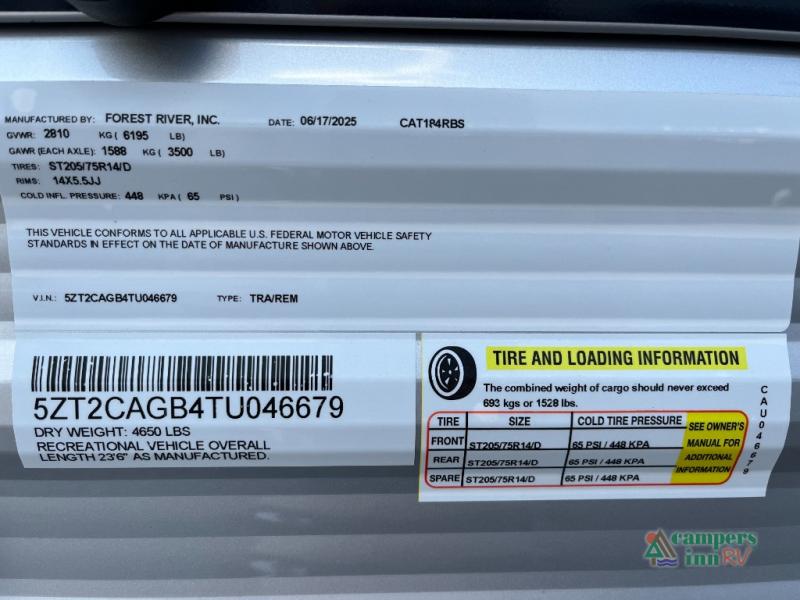 MANUFACTURED BY: FOREST RIVER, INC. DATE: 06/17/2025 CAT184RBS
GVWR: 2810 KG ( 6195 LB)
GAWR (EACH AXLE): 1588 KG ( 3500 LB)
TIRES: ST205/75R14/D
RIMS: 14X5.5JJ
COLD INFL. PRESSURE: 448 KPA ( 65 PSI )
THIS VEHICLE CONFORMS TO ALL APPLICABLE U.S. FEDERAL MOTOR VEHICLE SAFETY
STANDARDS IN EFFECT ON THE DATE OF MANUFACTURE SHOWN ABOVE.
V.I.N.: 5ZT2CAGB4TU046679 TYPE: TRA/REM
5ZT2CAGB4TU046679
DRY WEIGHT: 4650 LBS
RECREATIONAL VEHICLE OVERALL
LENGTH 23'6" AS MANUFACTURED.
TIRE AND LOADING INFORMATION
The combined weight of cargo should never exceed
693 kgs or 1528 lbs.
TIRE SIZE COLD TIRE PRESSURE
FRONT ST205/75R14/D 65 PSI / 448 KPA
REAR ST205/75R14/D 65 PSI / 448 KPA
SPARE ST205/75R14/D 65 PSI / 448 KPA
SEE OWNER'S
MANUAL FOR
ADDITIONAL
INFORMATION
CAU046679
campers
inn RV